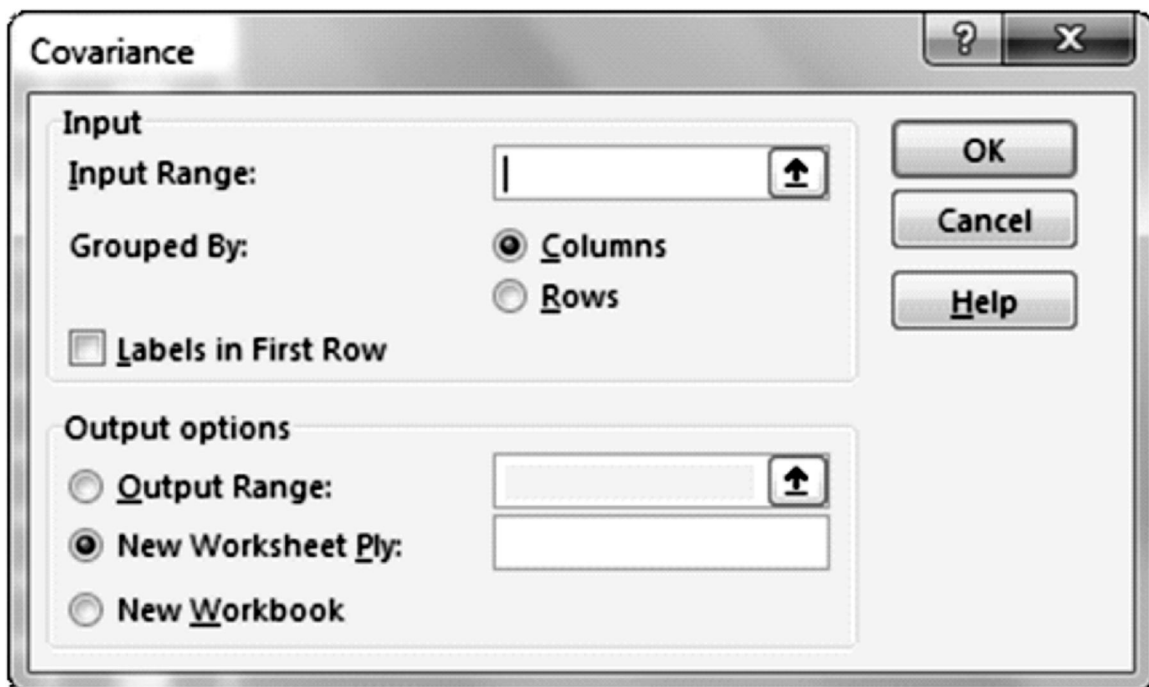 Covariance
?
X
Input
Input Range:
OK
Grouped By:
Columns
Cancel
Rows
Help
Labels in First Row
Output options
Output Range:
New Worksheet Ply:
New Workbook